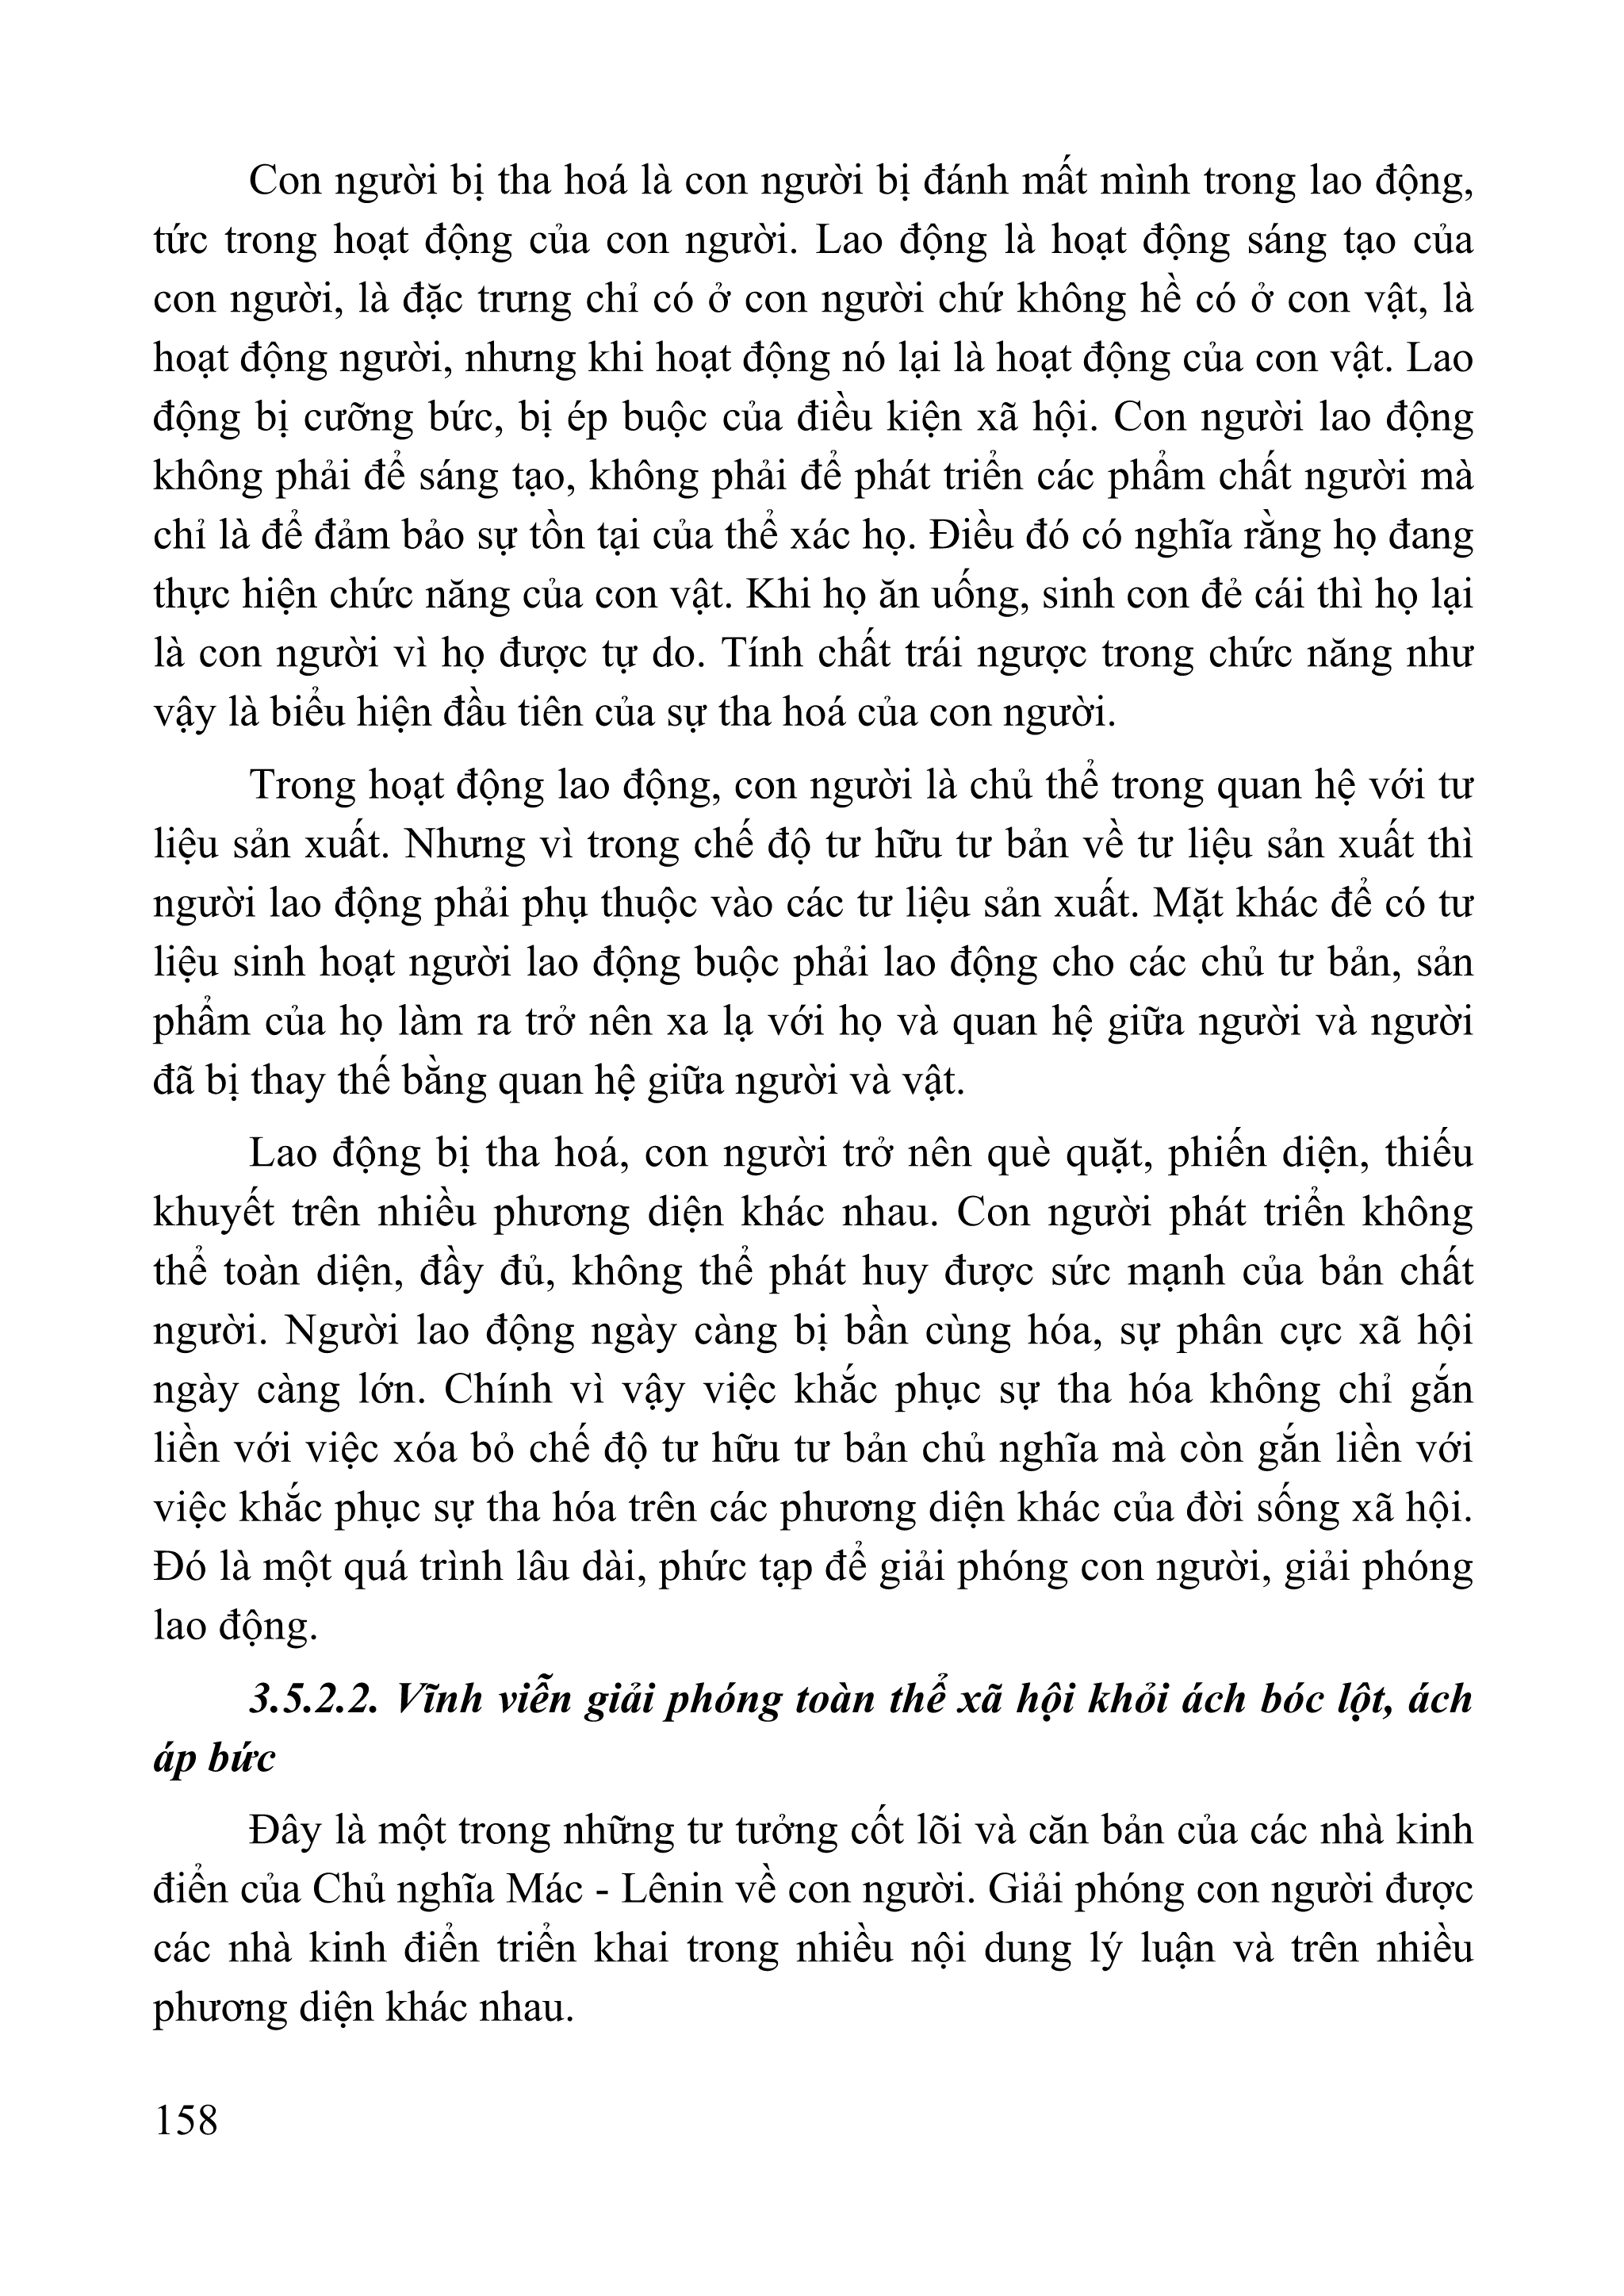 Con người bị tha hoá là con người bị đánh mất mình trong lao động,
tức trong hoạt động của con người. Lao động là hoạt động sáng tạo của
con người, là đặc trưng chỉ có ở con người chứ không hề có ở con vật, là
hoạt động người, nhưng khi hoạt động nó lại là hoạt động của con vật. Lao
động bị cưỡng bức, bị ép buộc của điều kiện xã hội. Con người lao động
không phải để sáng tạo, không phải để phát triển các phẩm chất người mà
chỉ là để đảm bảo sự tồn tại của thể xác họ. Điều đó có nghĩa rằng họ đang
thực hiện chức năng của con vật. Khi họ ăn uống, sinh con đẻ cái thì họ lại
là con người vì họ được tự do. Tính chất trái ngược trong chức năng như
vậy là biểu hiện đầu tiên của sự tha hoá của con người.
Trong hoạt động lao động, con người là chủ thể trong quan hệ với tư
liệu sản xuất. Nhưng vì trong chế độ tư hữu tư bản về tư liệu sản xuất thì
người lao động phải phụ thuộc vào các tư liệu sản xuất. Mặt khác để có tư
liệu sinh hoạt người lao động buộc phải lao động cho các chủ tư bản, sản
phẩm của họ làm ra trở nên xa lạ với họ và quan hệ giữa người và người
đã bị thay thế bằng quan hệ giữa người và vật.
Lao động bị tha hoá, con người trở nên què quặt, phiến diện, thiếu
khuyết trên nhiều phương diện khác nhau. Con người phát triển không
thể toàn diện, đầy đủ, không thể phát huy được sức mạnh của bản chất
người. Người lao động ngày càng bị bần cùng hóa, sự phân cực xã hội
ngày càng lớn. Chính vì vậy việc khắc phục sự tha hóa không chỉ gắn
liền với việc xóa bỏ chế độ tư hữu tư bản chủ nghĩa mà còn gắn liền với
việc khắc phục sự tha hóa trên các phương diện khác của đời sống xã hội.
Đó là một quá trình lâu dài, phức tạp để giải phóng con người, giải phóng
lao động.
3.5.2.2. Vĩnh viễn giải phóng toàn thể xã hội khỏi ách bóc lột, ách
áp bức
Đây là một trong những tư tưởng cốt lõi và căn bản của các nhà kinh
điển của Chủ nghĩa Mác - Lênin về con người. Giải phóng con người được
các nhà kinh điển triển khai trong nhiều nội dung lý luận và trên nhiều
phương diện khác nhau.
158